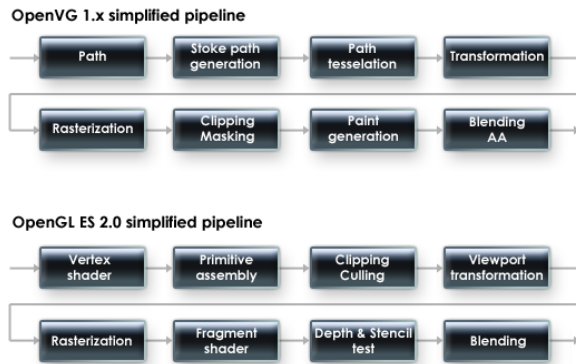 OpenVG 1.x simplified pipeline
Path
Stoke path
generation
Path
tesselation
Transformation
Rasterization
Clipping
Masking
Paint
generation
Blending
AA
OpenGL ES 2.0 simplified pipeline
Vertex
shader
Primitive
assembly
Clipping
Culling
Viewport
transformation
Rasterization
Fragment
shader
Depth & Stencil
test
Blending